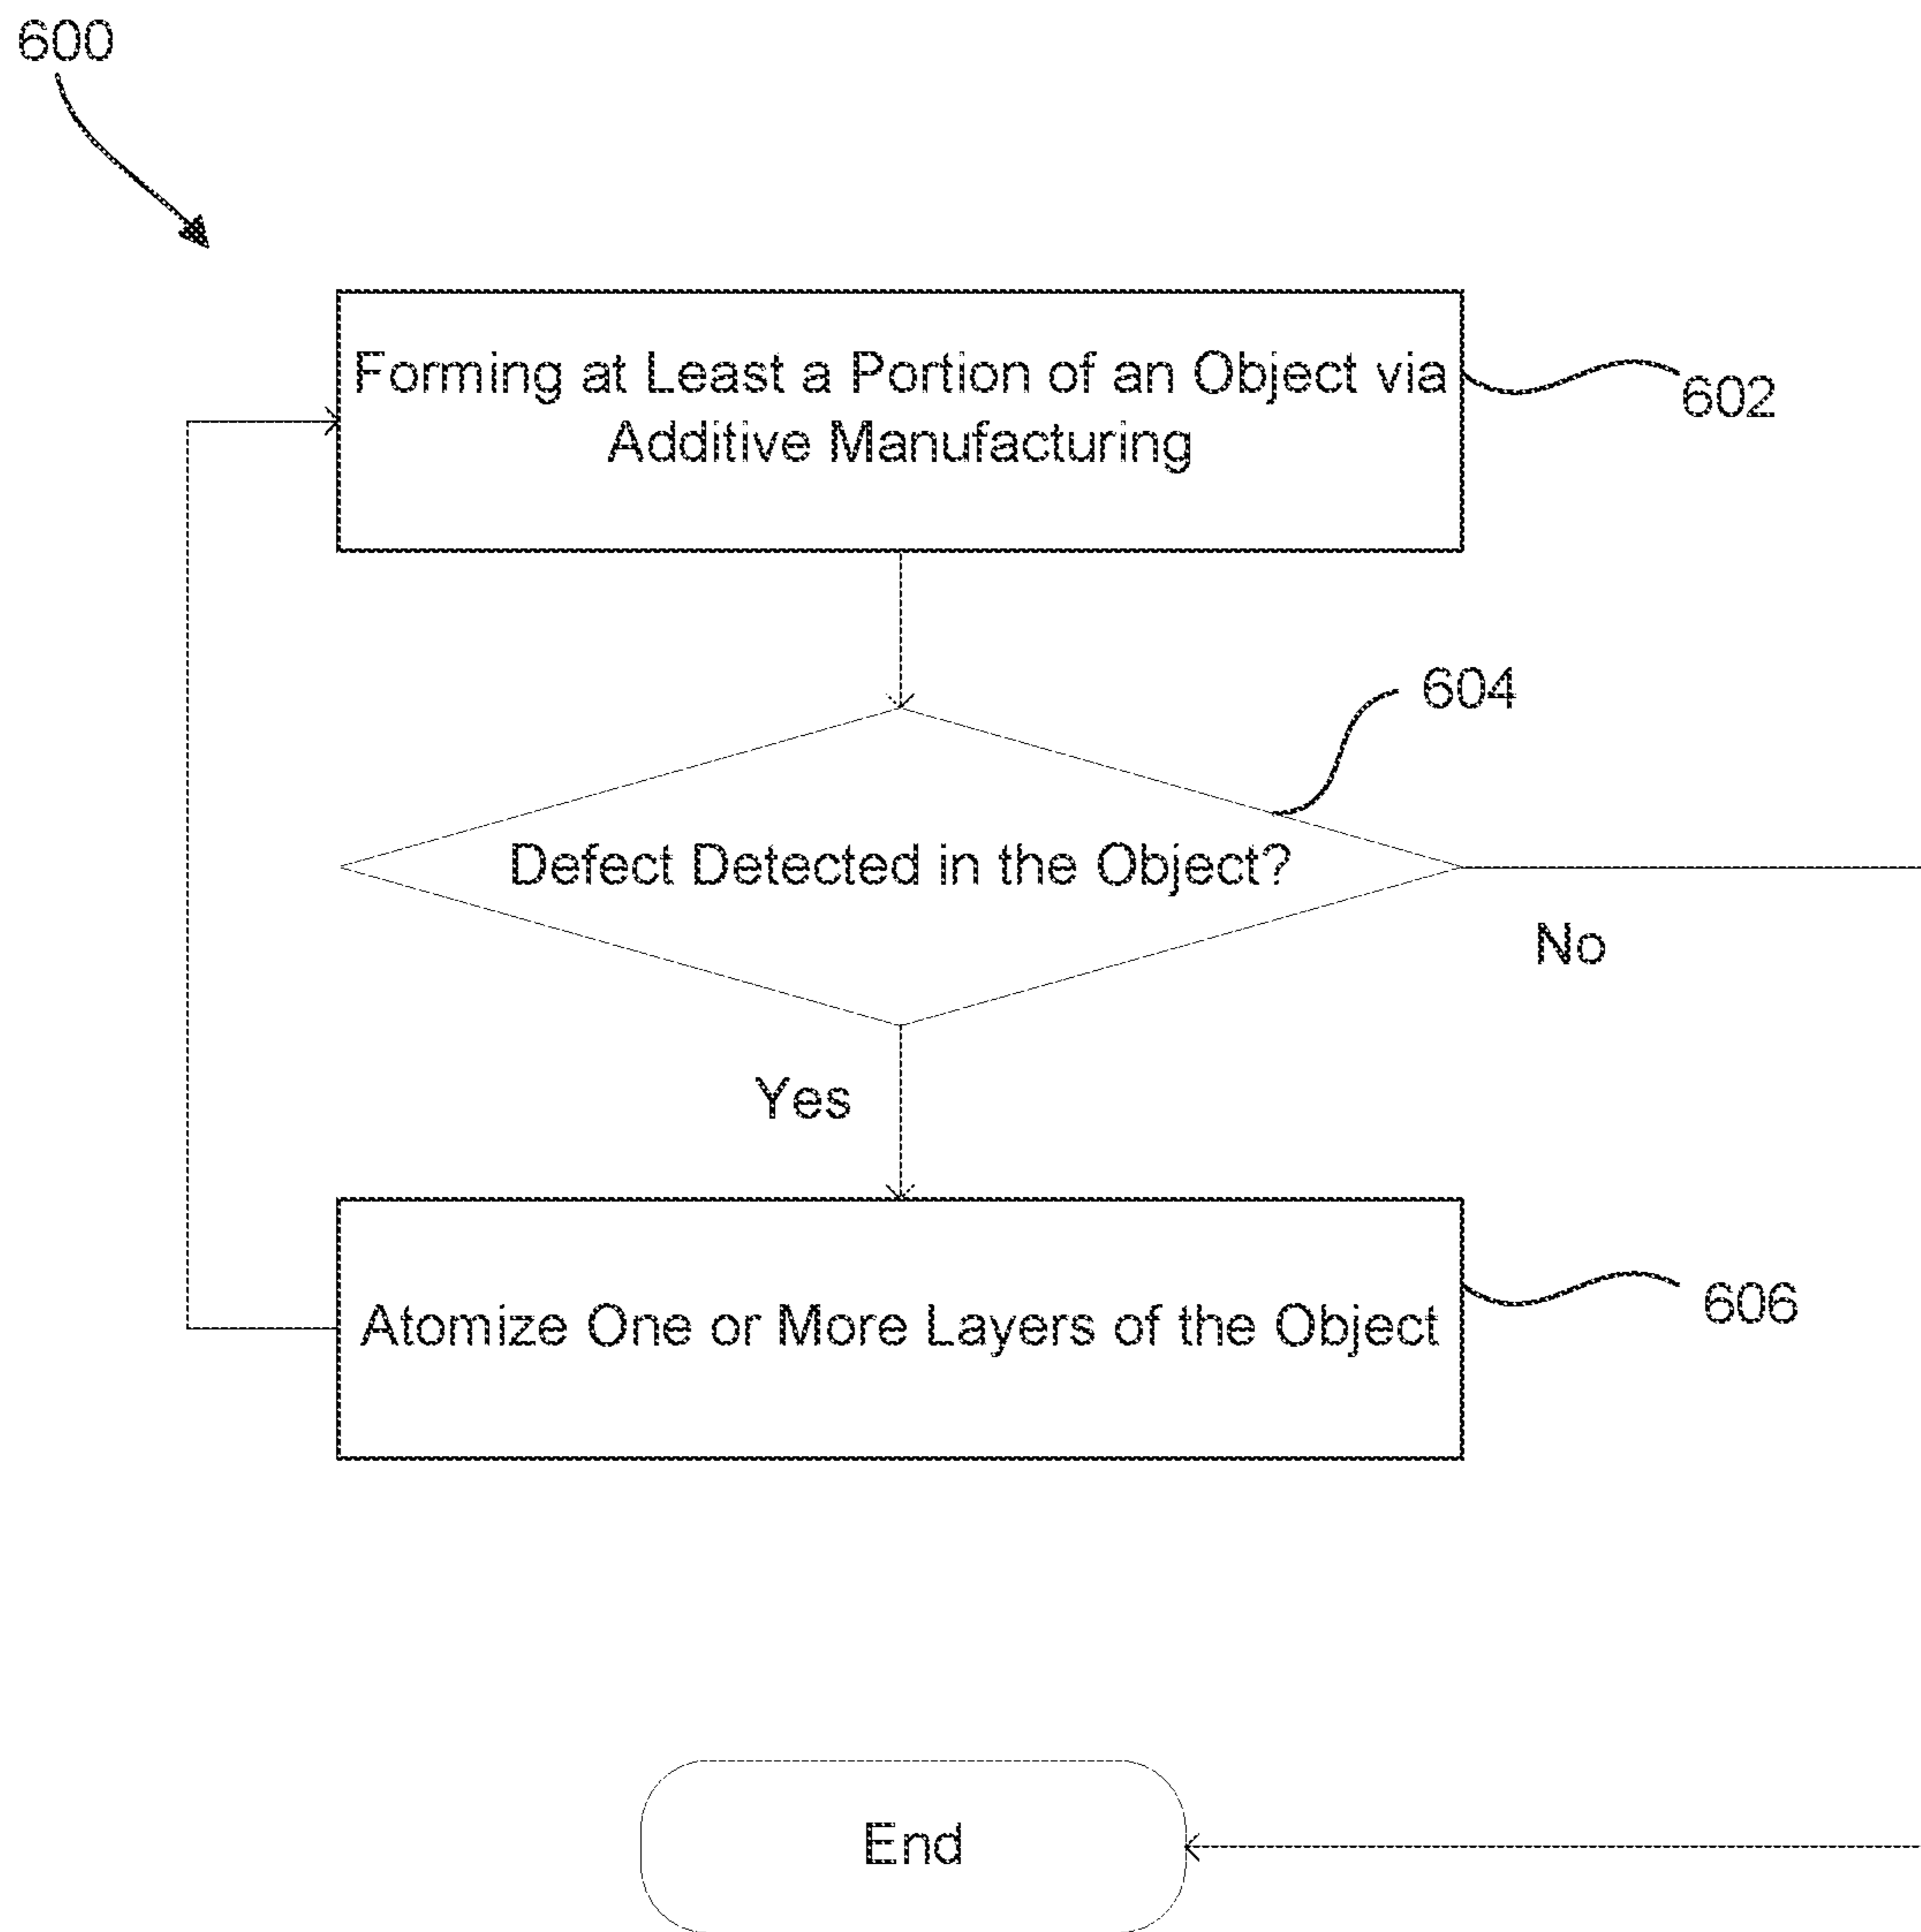 600
Forming at Least a Portion of an Object via
Additive Manufacturing
602
604
Defect Detected in the Object?
No
Yes
Atomize One or More Layers of the Object
606
End